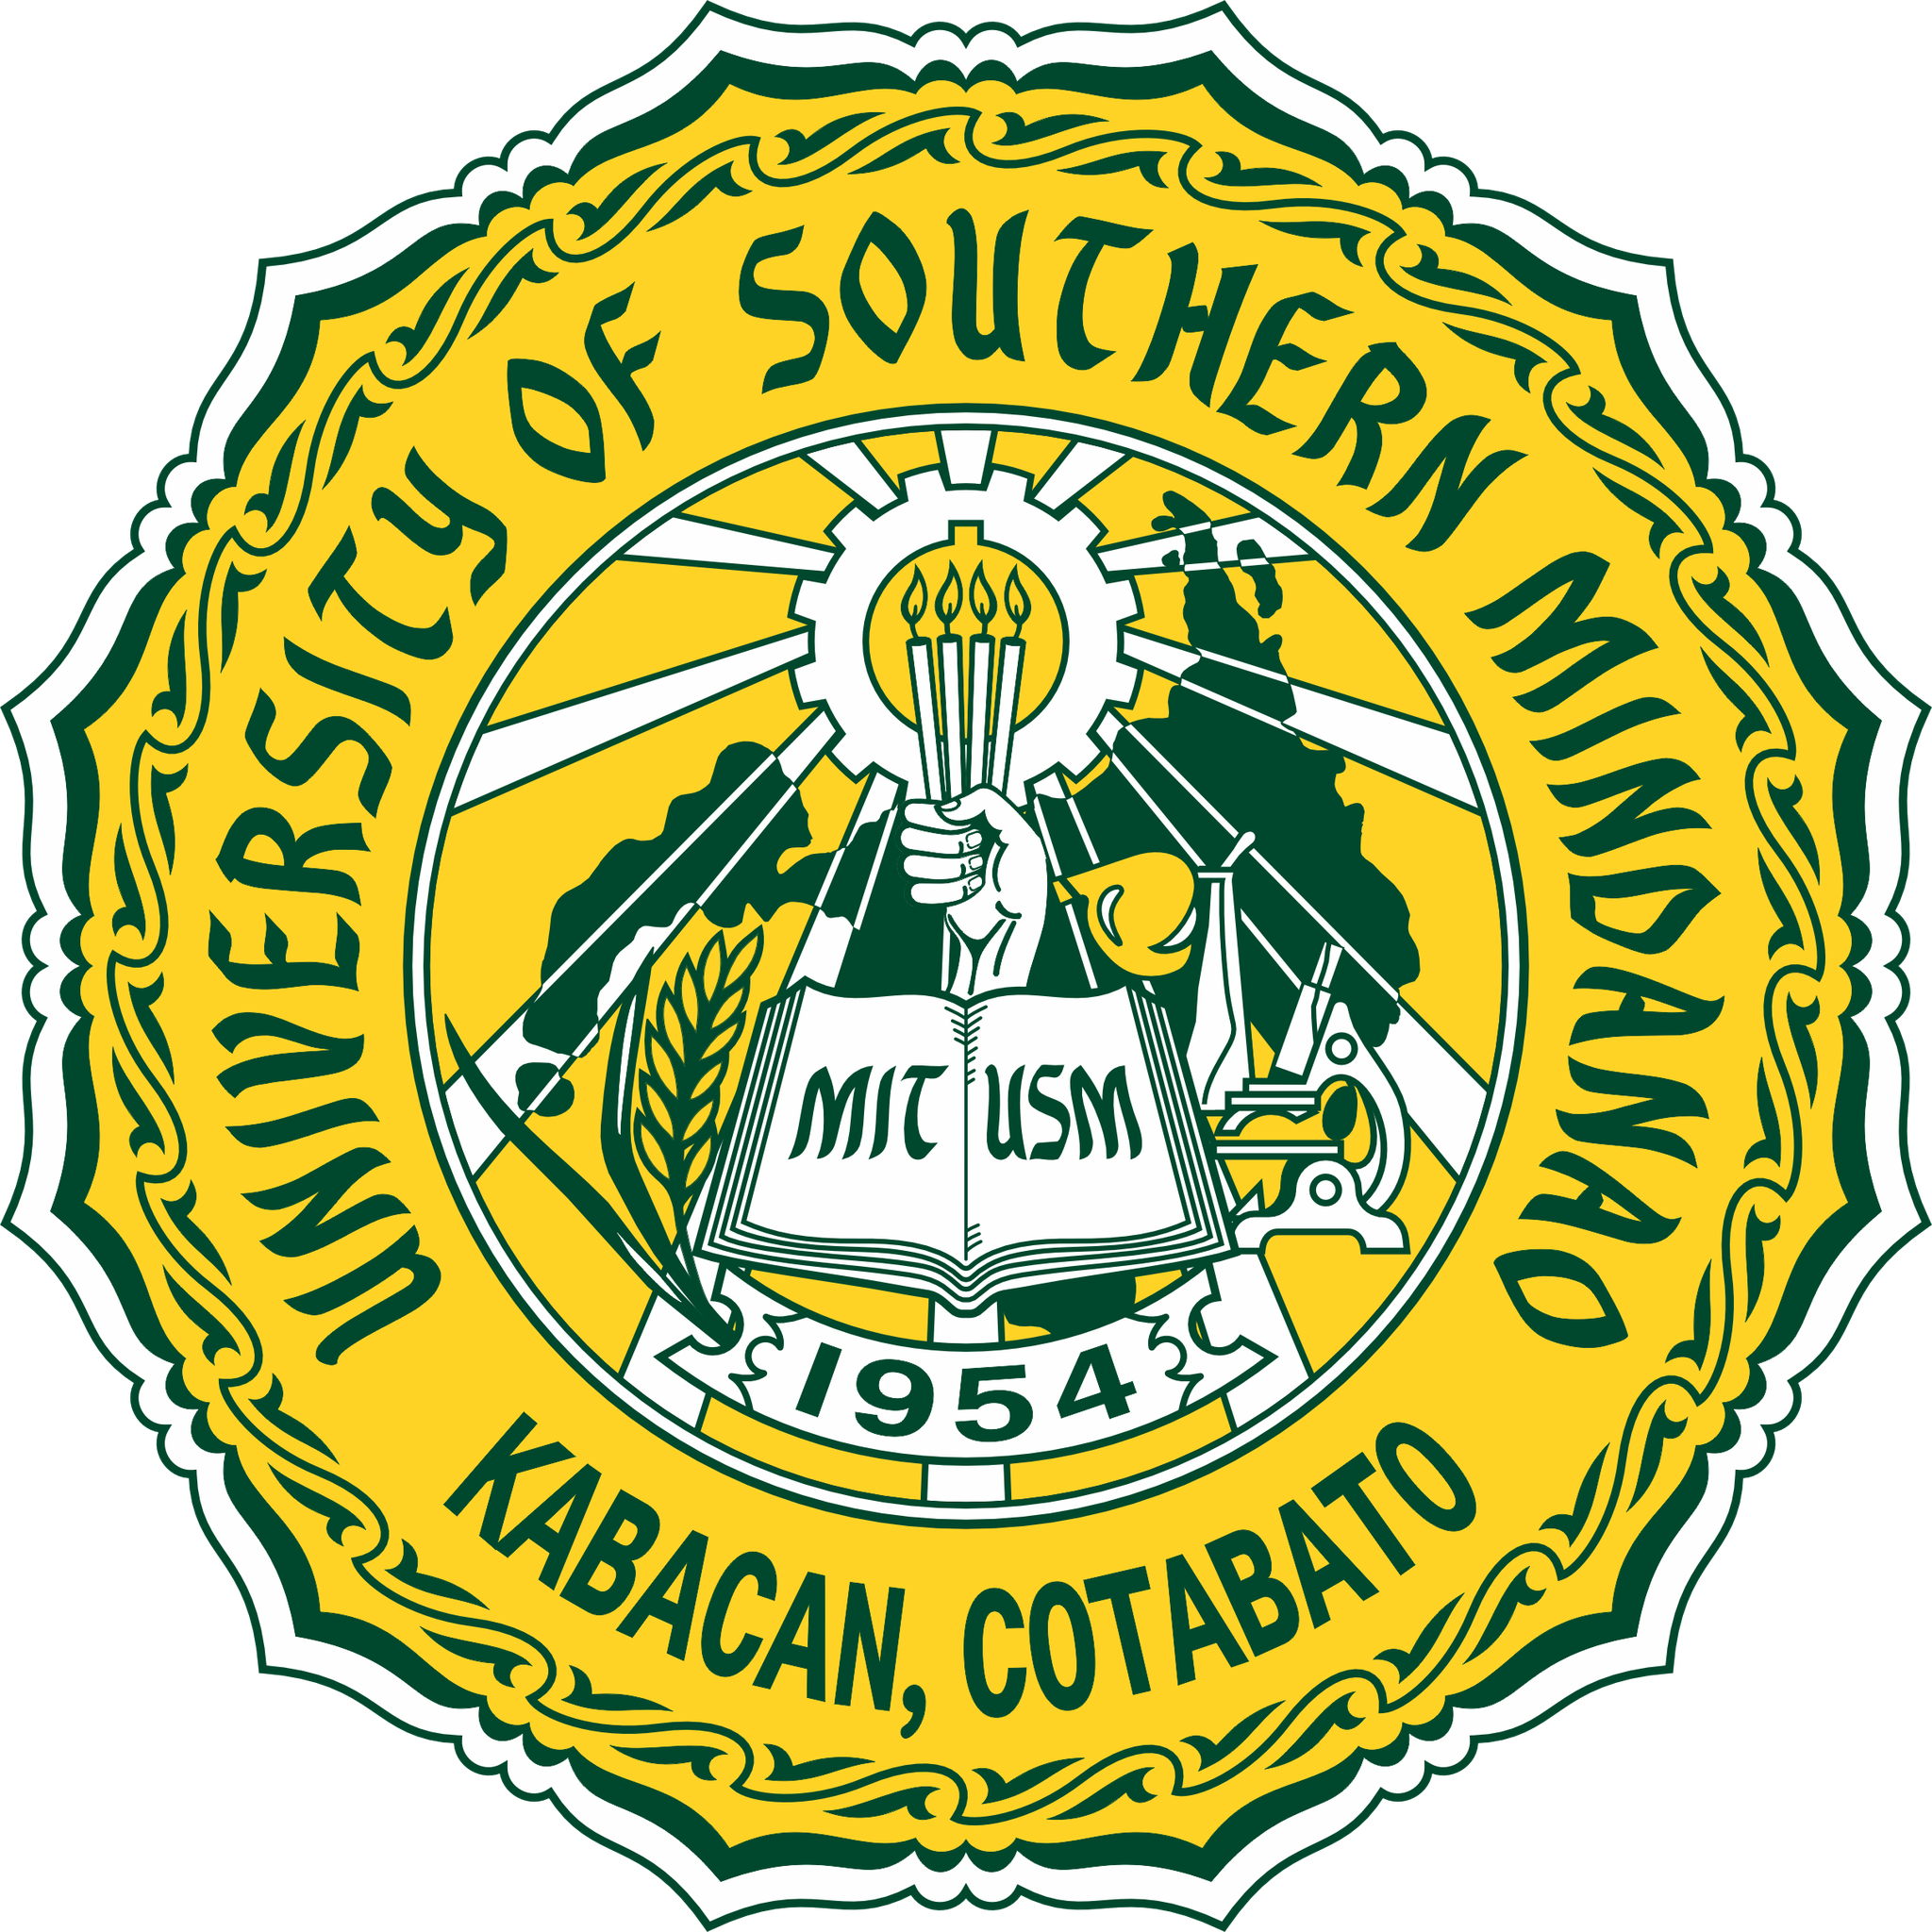 UNIVERSITY OF SOUTHERN MINDANAO
MIT USM
1954
KABACAN, COTABATO